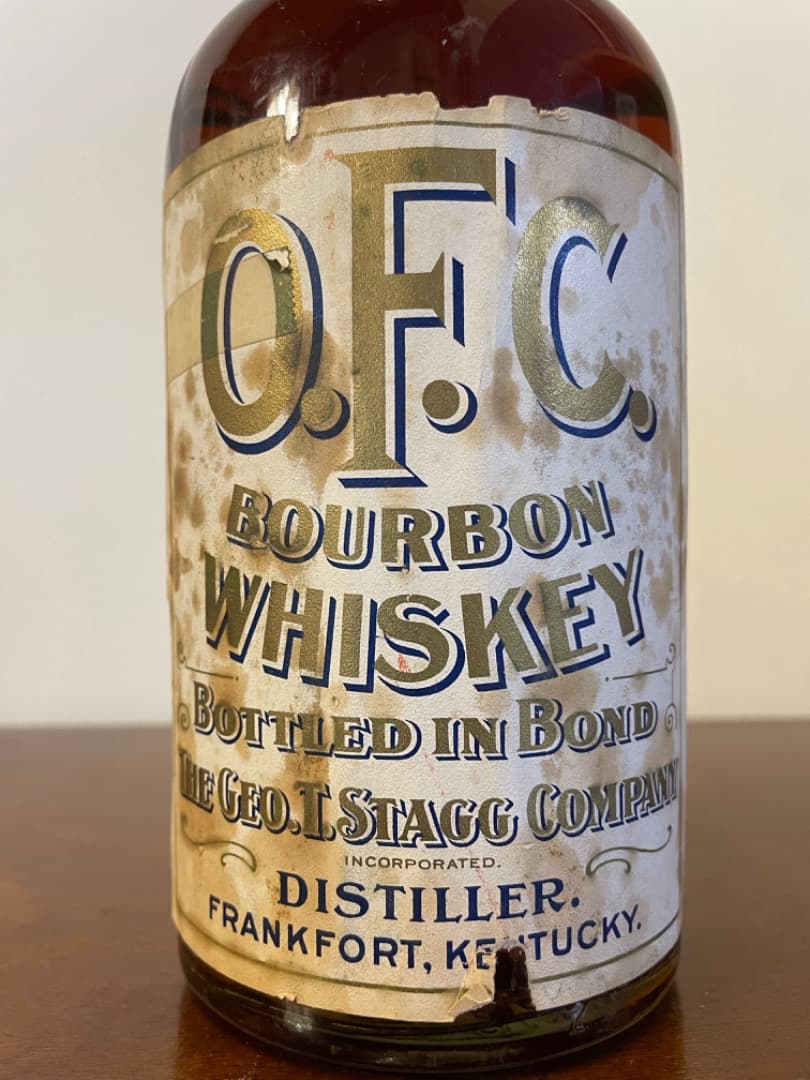 O.F.C.
BOURBON
WHISKEY
BOTTLED IN BOND
THE GEO. T. STAGG COMPANY
INCORPORATED.
DISTILLER.
FRANKFORT, KENTUCKY.